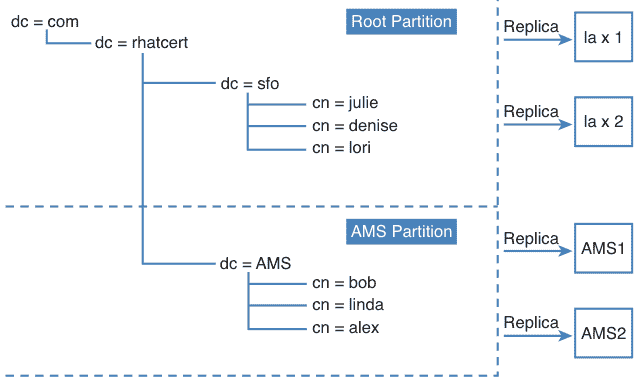 dc = com
Root Partition
dc = rhatcert
dc = sfo
cn = julie
cn = denise
cn = lori
Replica
la x 1
Replica
la x 2
AMS Partition
dc = AMS
cn = bob
cn = linda
cn = alex
Replica
AMS1
Replica
AMS2